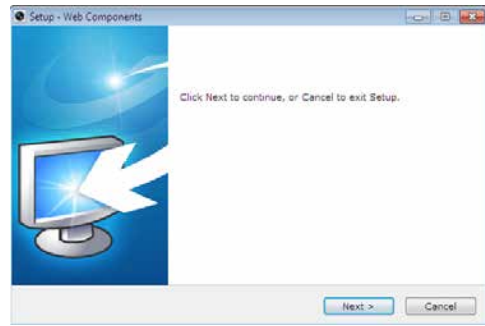 Setup - Web Components
Click Next to continue, or Cancel to exit Setup.
Next >
Cancel